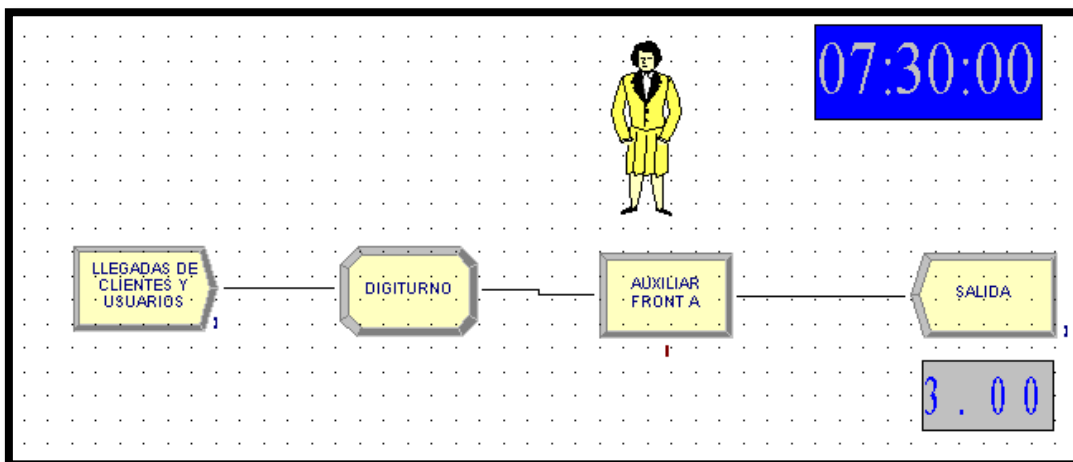 07:30:00
LLEGADAS DE
CLIENTES Y
USUARIOS
DIGITURNO
AUXILIAR
FRONT A
SALIDA
3.00